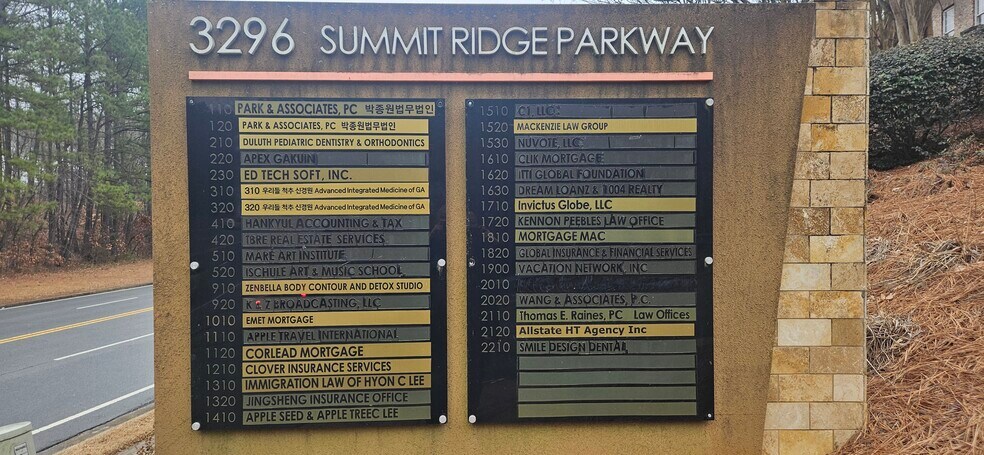 3296 SUMMIT RIDGE PARKWAY
110 PARK & ASSOCIATES, PC 박종원법무법인
120 PARK & ASSOCIATES, PC 박종원법무법인
210 DULUTH PEDIATRIC DENTISTRY & ORTHODONTICS
220 APEX GAKUIN
230 ED TECH SOFT, INC.
310 310 우리들 척추 신경원 Advanced Integrated Medicine of GA
320 320 우리들 척추 신경원 Advanced Integrated Medicine of GA
410 HANKYUL ACCOUNTING & TAX
420 TBRE REAL ESTATE SERVICES
510 MAKE ART INSTITUTE
520 ISCHULE ART & MUSIC SCHOOL
910 ZENBELLA BODY CONTOUR AND DETOX STUDIO
920 K & Z BROADCASTING, LLC
1010 EMET MORTGAGE
1110 APPLE TRAVEL INTERNATIONAL
1120 CORLEAD MORTGAGE
1210 CLOVER INSURANCE SERVICES
1310 IMMIGRATION LAW OF HYON C LEE
1320 JINGSHENG INSURANCE OFFICE
1410 APPLE SEED & APPLE TREEC LEE
1510 C1, LLC
1520 MACKENZIE LAW GROUP
1530 NUVOTE, LLC
1610 CLIK MORTGAGE
1620 ITTI GLOBAL FOUNDATION
1630 DREAM LOANZ & 1004 REALTY
1710 Invictus Globe, LLC
1720 KENNON PEEBLES LAW OFFICE
1810 MORTGAGE MAC
1820 GLOBAL INSURANCE & FINANCIAL SERVICES
1900 VACATION NETWORK, INC
2010
2020 WANG & ASSOCIATES, P.C.
2110 Thomas E. Raines, PC Law Offices
2120 Allstate HT Agency Inc
2210 SMILE DESIGN DENTAL